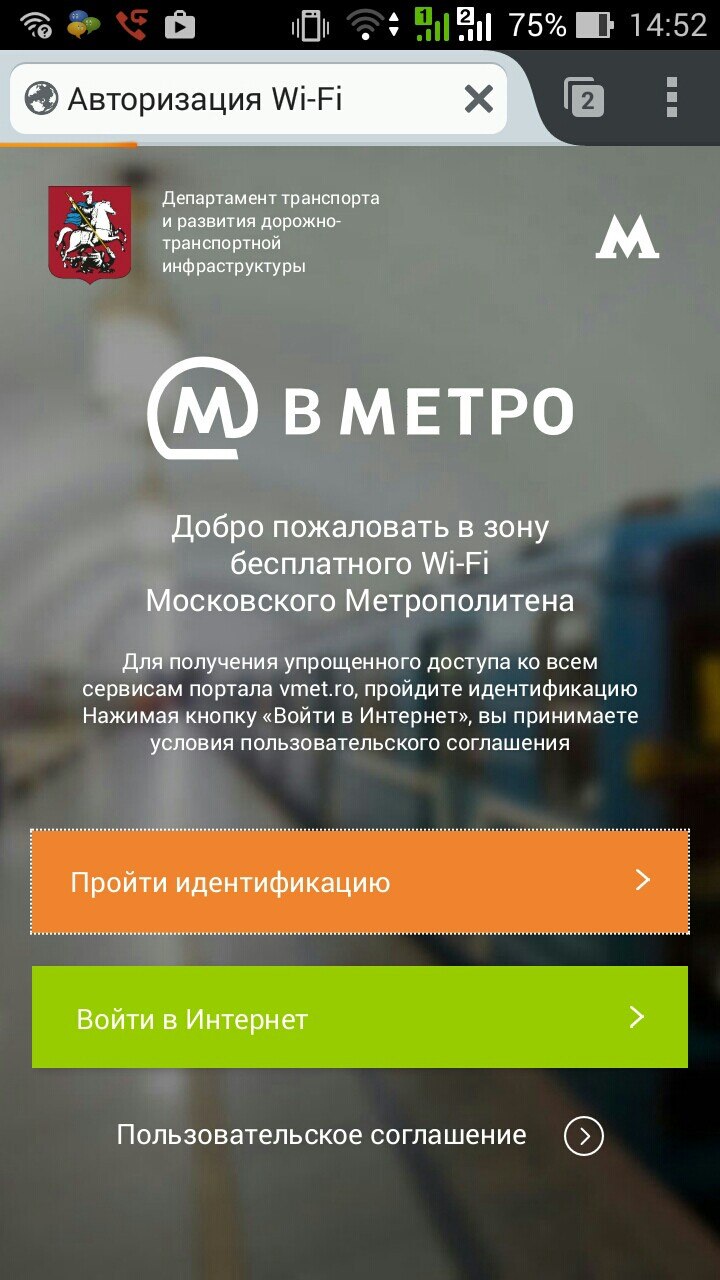 1 2 75% 14:52
Авторизация Wi-Fi 2
Департамент транспорта
и развития дорожно-
транспортной
инфраструктуры
М
М В МЕТРО
Добро пожаловать в зону
бесплатного Wi-Fi
Московского Метрополитена
Для получения упрощенного доступа ко всем
сервисам портала vmet.ro, пройдите идентификацию
Нажимая кнопку «Войти в Интернет», вы принимаете
условия пользовательского соглашения
Пройти идентификацию
Войти в Интернет
Пользовательское соглашение